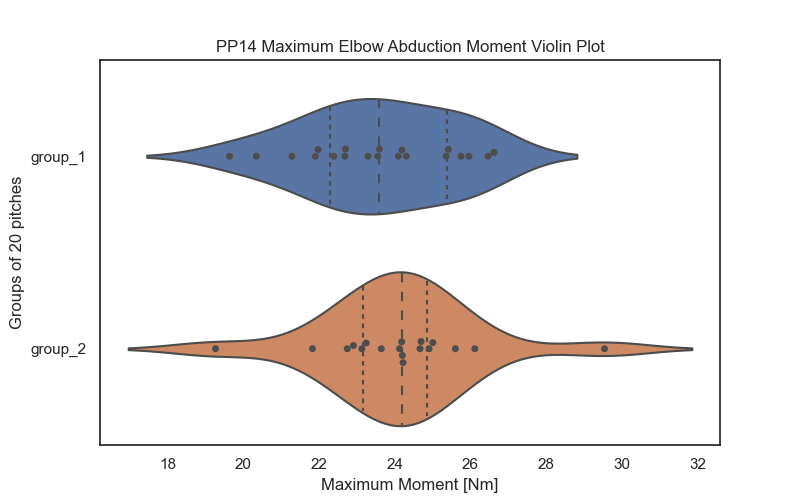 PP14 Maximum Elbow Abduction Moment Violin Plot
Groups of 20 pitches
group_1
group_2
18 20 22 24 26 28 30 32
Maximum Moment [Nm]